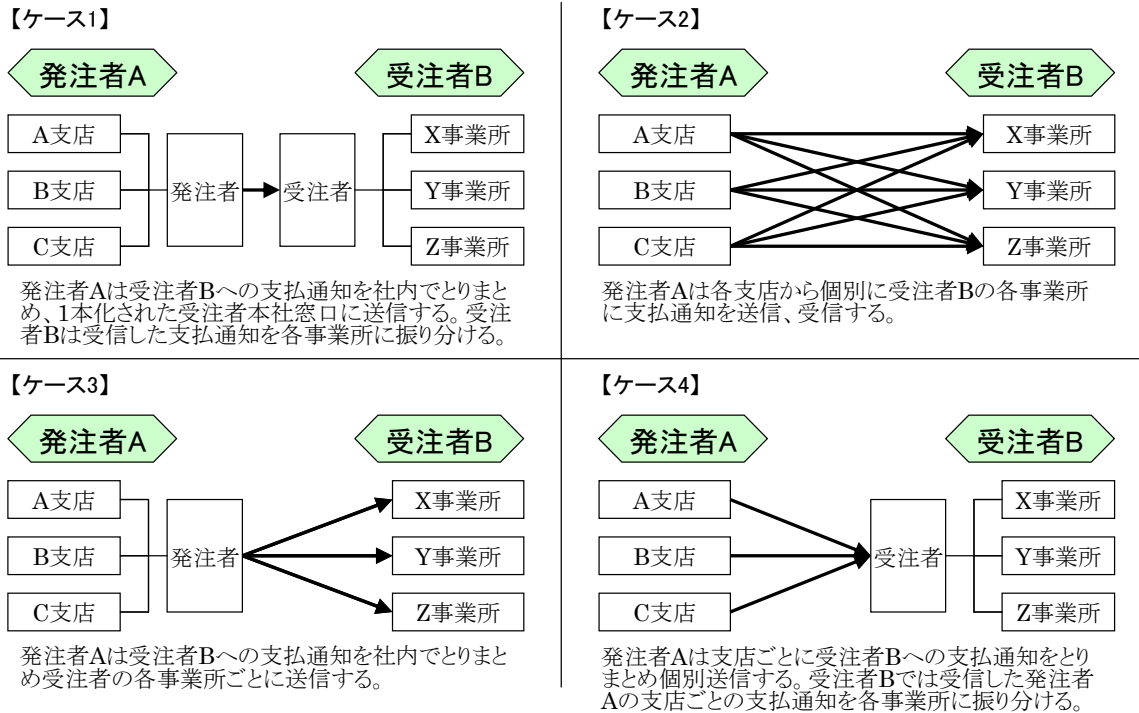 【ケース1】
発注者A
受注者B
A支店
B支店
C支店
発注者
受注者
X事業所
Y事業所
Z事業所
発注者Aは受注者Bへの支払通知を社内でとりまと
め、1本化された受注者本社窓口に送信する。受注
者Bは受信した支払通知を各事業所に振り分ける。
【ケース2】
発注者A
受注者B
A支店
B支店
C支店
X事業所
Y事業所
Z事業所
発注者Aは各支店から個別に受注者Bの各事業所
に支払通知を送信、受信する。
【ケース3】
発注者A
受注者B
A支店
B支店
C支店
発注者
X事業所
Y事業所
Z事業所
発注者Aは受注者Bへの支払通知を社内でとりまと
め受注者の各事業所ごとに送信する。
【ケース4】
発注者A
受注者B
A支店
B支店
C支店
受注者
X事業所
Y事業所
Z事業所
発注者Aは支店ごとに受注者Bへの支払通知をとり
まとめ個別送信する。受注者Bでは受信した発注者
Aの支店ごとの支払通知を各事業所に振り分ける。